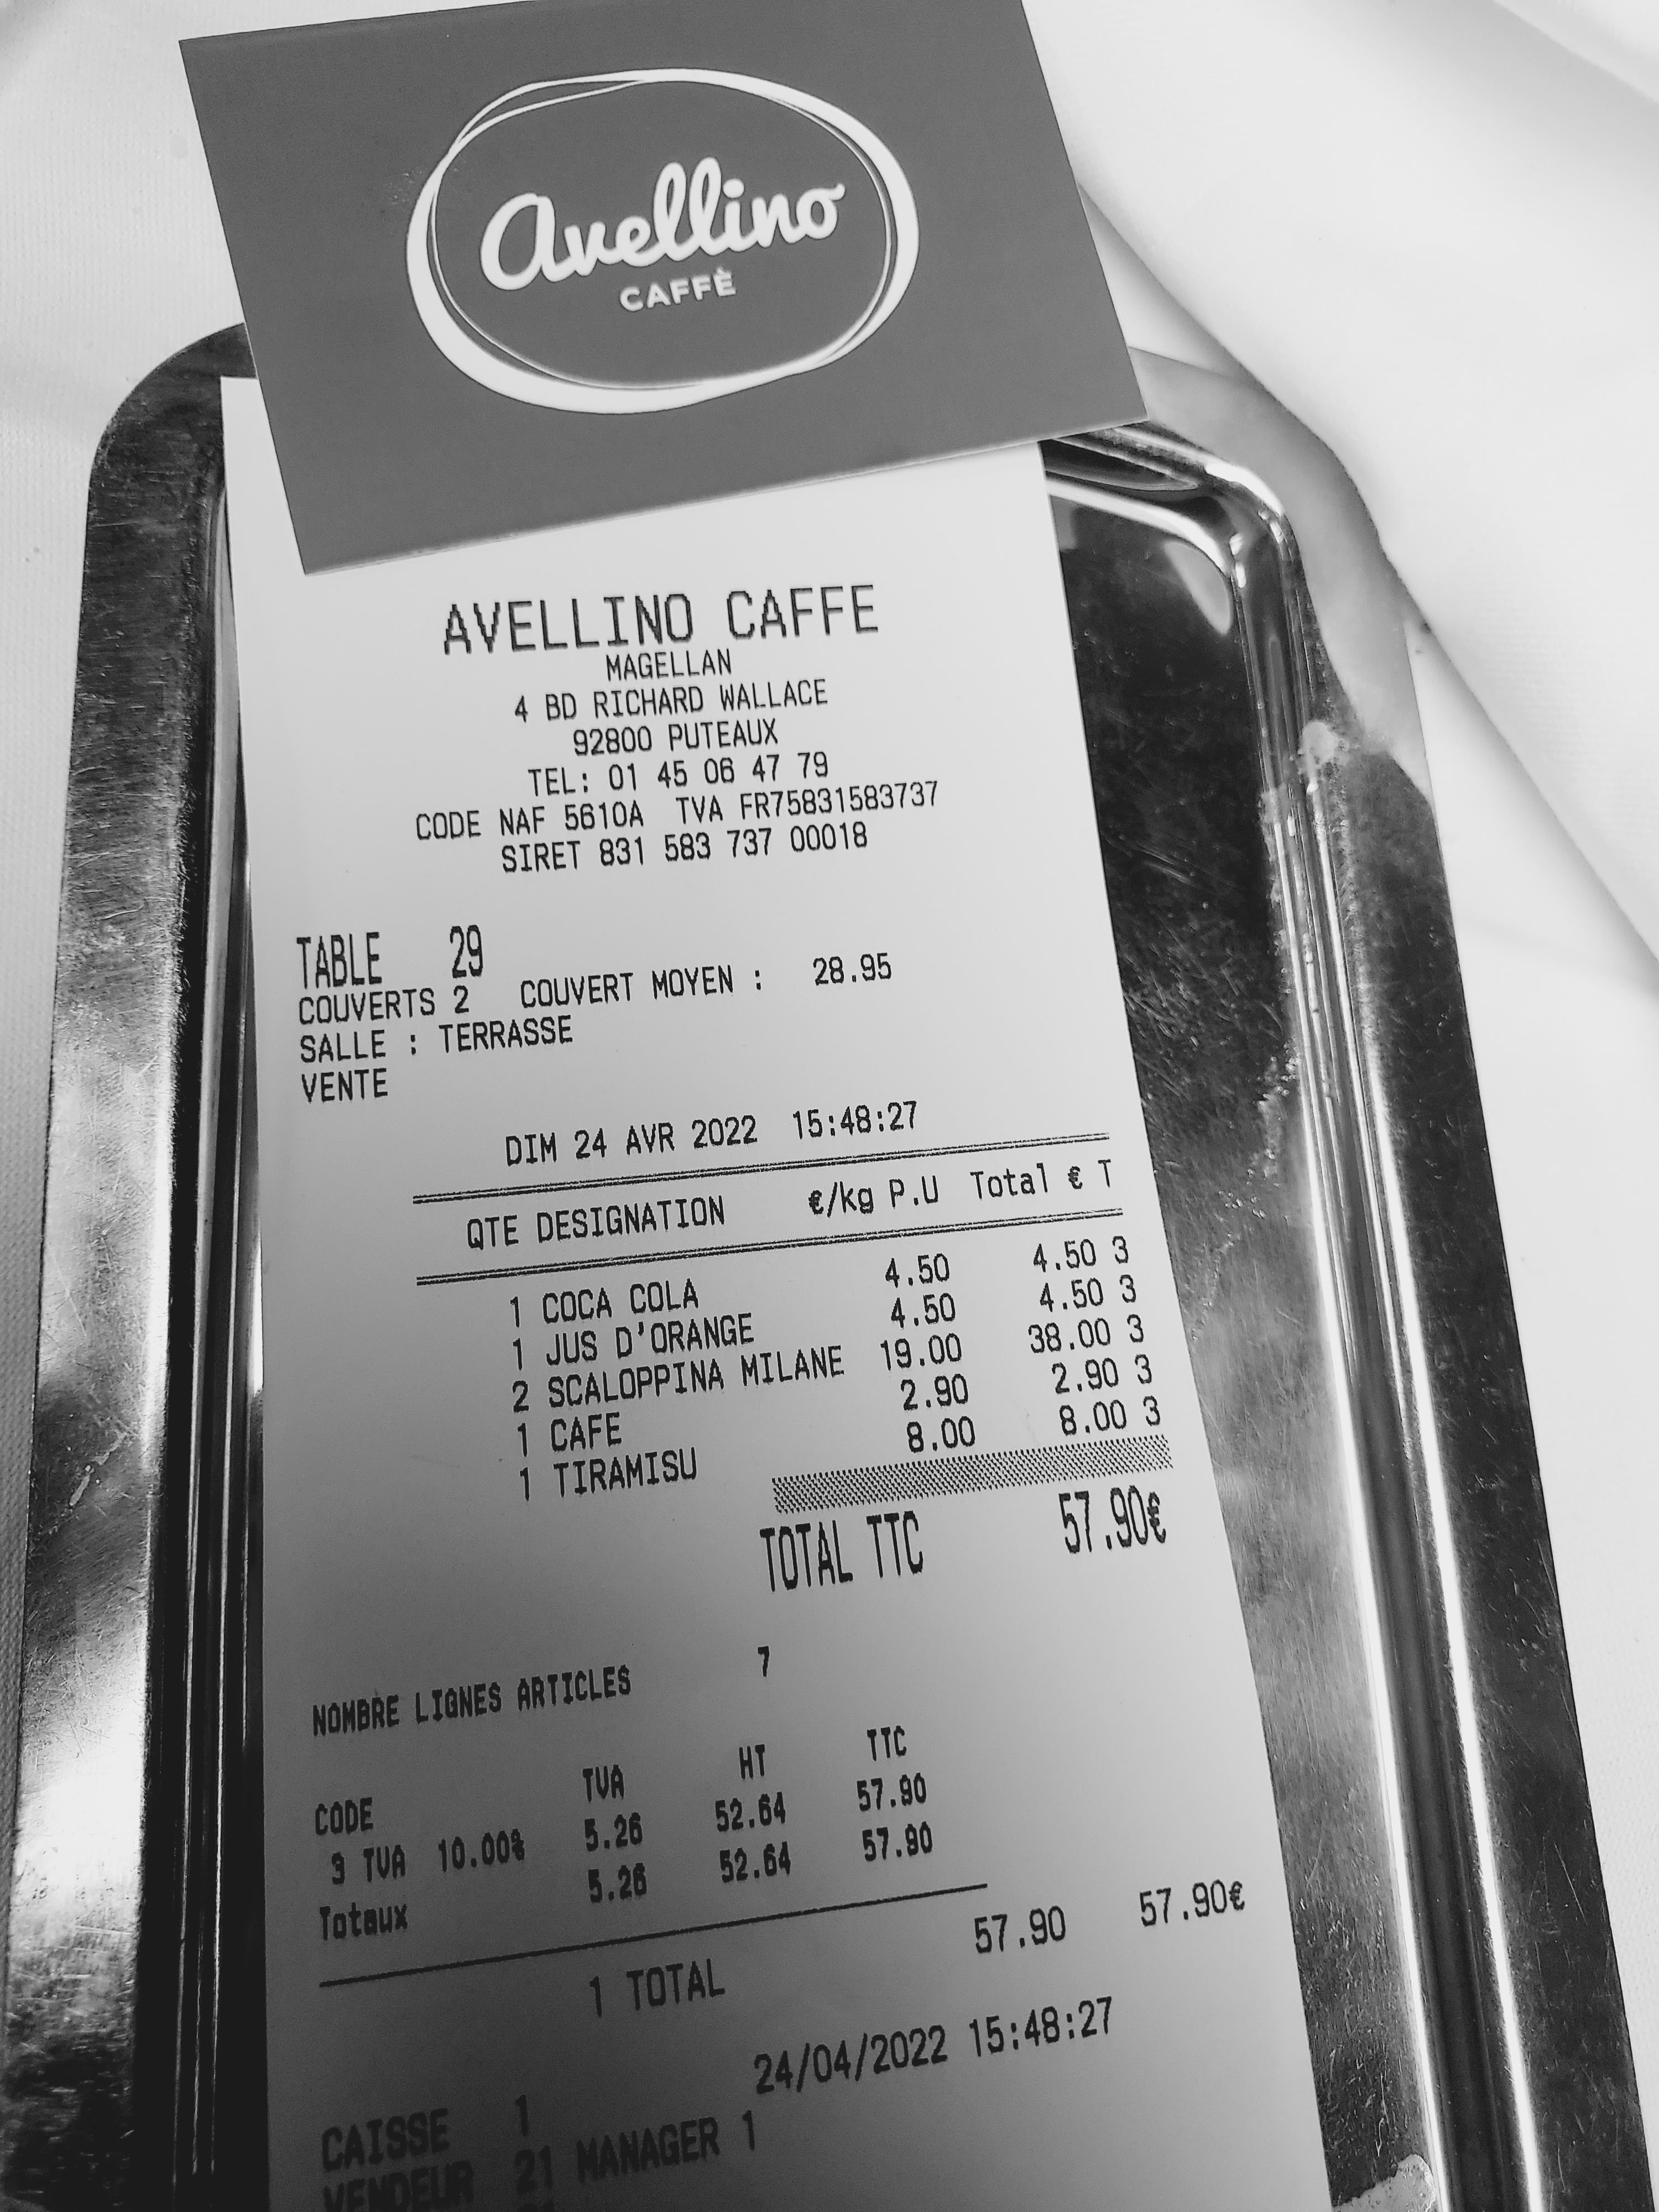 Avellino
CAFFÈ
AVELLINO CAFFE
MAGELLAN
4 BD RICHARD WALLACE
92800 PUTEAUX
TEL: 01 45 06 47 79
CODE NAF 5610A TVA FR75831583737
SIRET 831 583 737 00018
TABLE 29
COUVERTS 2 COUVERT MOYEN : 28.95
SALLE : TERRASSE
VENTE
DIM 24 AVR 2022 15:48:27
QTE DESIGNATION €/kg P.U Total € T
1 COCA COLA 4.50 4.50 3
1 JUS D'ORANGE 4.50 4.50 3
2 SCALOPPINA MILANE 19.00 38.00 3
1 CAFE 2.90 2.90 3
1 TIRAMISU 8.00 8.00 3
TOTAL TTC 57.90€
NOMBRE LIGNES ARTICLES 7
CODE TVA HT TTC
3 TVA 10.00% 5.26 52.64 57.90
Totaux 5.26 52.64 57.90
1 TOTAL 57.90 57.90€
24/04/2022 15:48:27
CAISSE 1
VENDEUR 21 MANAGER 1